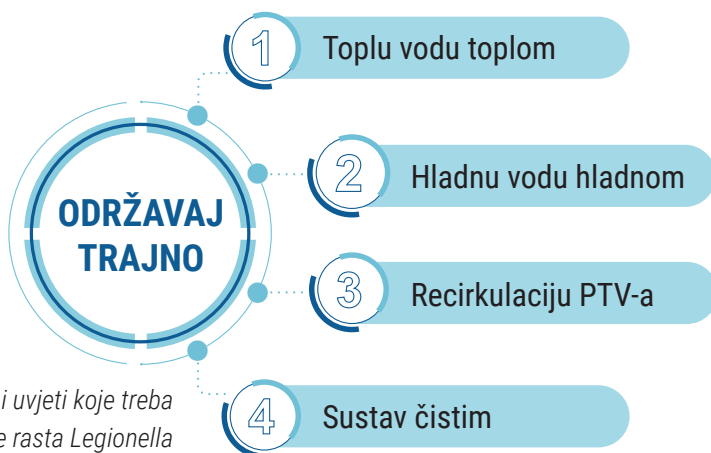 1
Toplu vodu toplom
2
Hladnu vodu hladnom
ODRŽAVAJ
TRAJNO
3
Recirkulaciju PTV-a
4
Sustav čistim
i uvjeti koje treba
e rasta Legionella